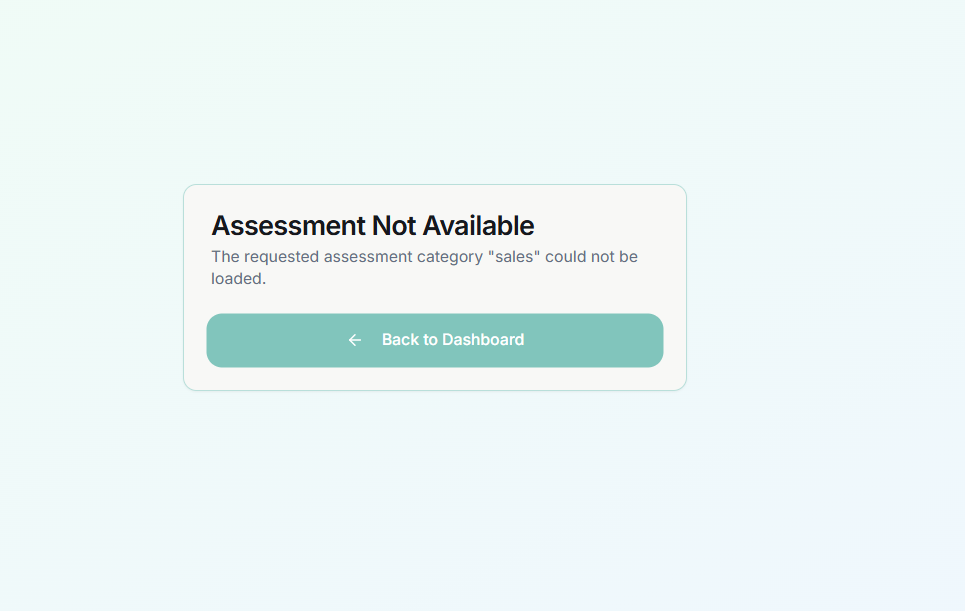 Assessment Not Available
The requested assessment category "sales" could not be
loaded.
Back to Dashboard